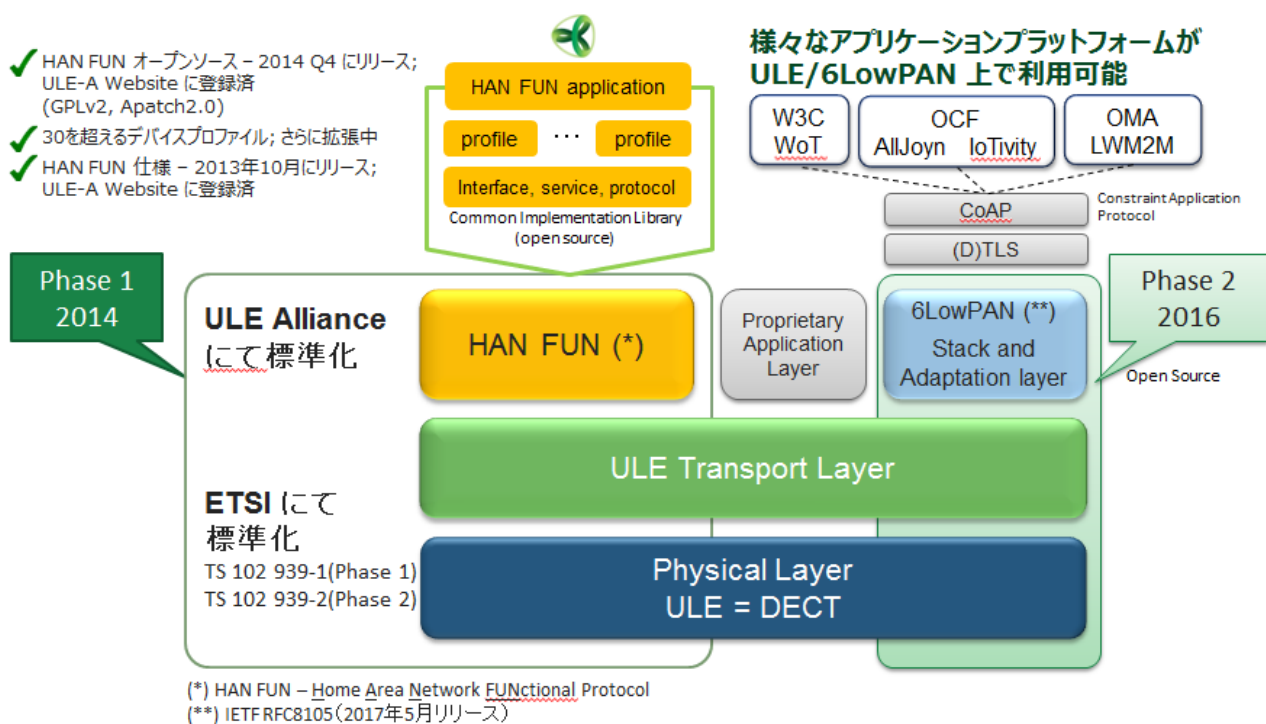 HAN FUN オープンソース – 2014 Q4 にリリース;
ULE-A Website に登録済
(GPLv2, Apatch2.0)
30を超えるデバイスプロファイル; さらに拡張中
HAN FUN 仕様 – 2013年10月にリリース;
ULE-A Website に登録済
HAN FUN application
profile ··· profile
Interface, service, protocol
Common Implementation Library
(open source)
様々なアプリケーションプラットフォームが
ULE/6LowPAN 上で利用可能
W3C
WoT
OCF
AllJoyn IoTivity
OMA
LWM2M
CoAP
Constraint Application
Protocol
(D)TLS
Phase 1
2014
Phase 2
2016
ULE Alliance
にて標準化
HAN FUN (*)
Proprietary
Application
Layer
6LowPAN (**)
Stack and
Adaptation layer
Open Source
ULE Transport Layer
ETSI にて
標準化
TS 102 939-1(Phase 1)
TS 102 939-2(Phase 2)
Physical Layer
ULE = DECT
(*) HAN FUN – Home Area Network FUNctional Protocol
(**) IETF RFC8105(2017年5月リリース)